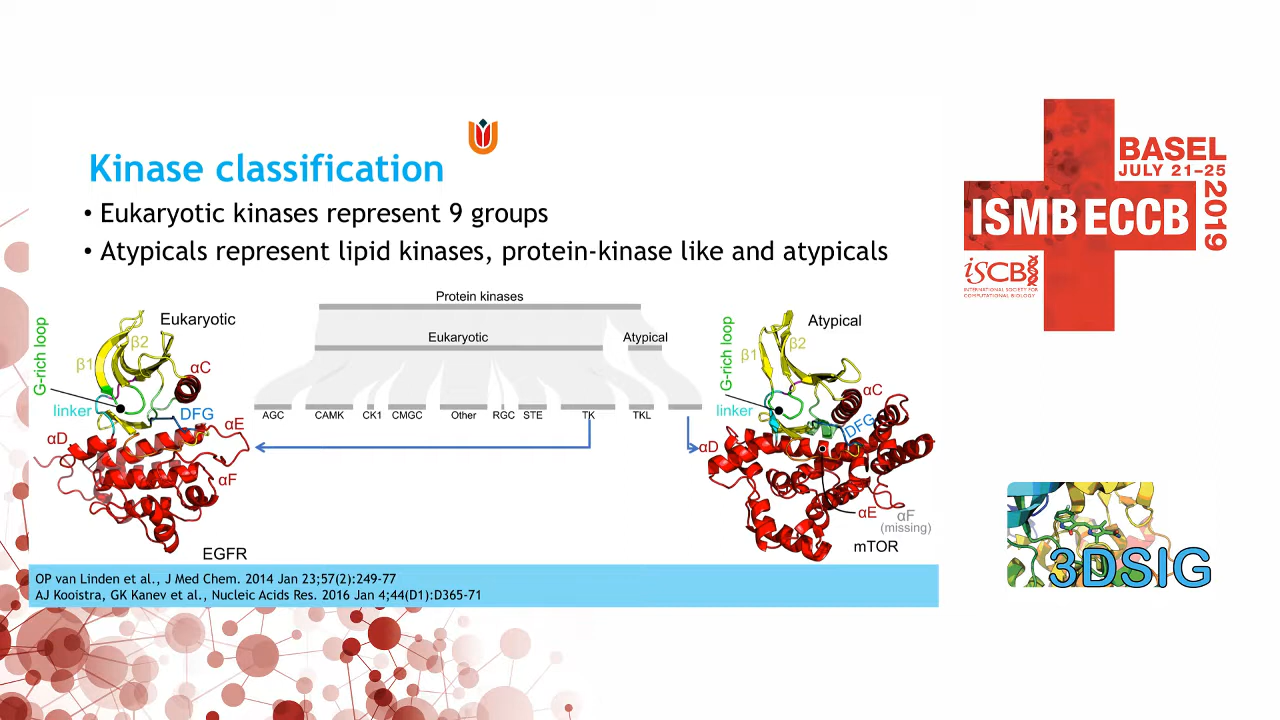 Kinase classification
• Eukaryotic kinases represent 9 groups
• Atypicals represent lipid kinases, protein-kinase like and atypicals
Protein kinases
Eukaryotic
Atypical
AGC
CAMK
CK1
CMGC
Other
RGC
STE
TK
TKL
Eukaryotic
G-rich loop
β1
β2
αC
linker
DFG
αD
αE
αF
EGFR
Atypical
G-rich loop
β1
β2
αC
linker
DFG
αD
αE
αF
(missing)
mTOR
OP van Linden et al., J Med Chem. 2014 Jan 23;57(2):249-77
AJ Kooistra, GK Kanev et al., Nucleic Acids Res. 2016 Jan 4;44(D1):D365-71
BASEL
JULY 21–25
2019
ISMB ECCB
iSCB
INTERNATIONAL SOCIETY FOR
COMPUTATIONAL BIOLOGY
3DSIG